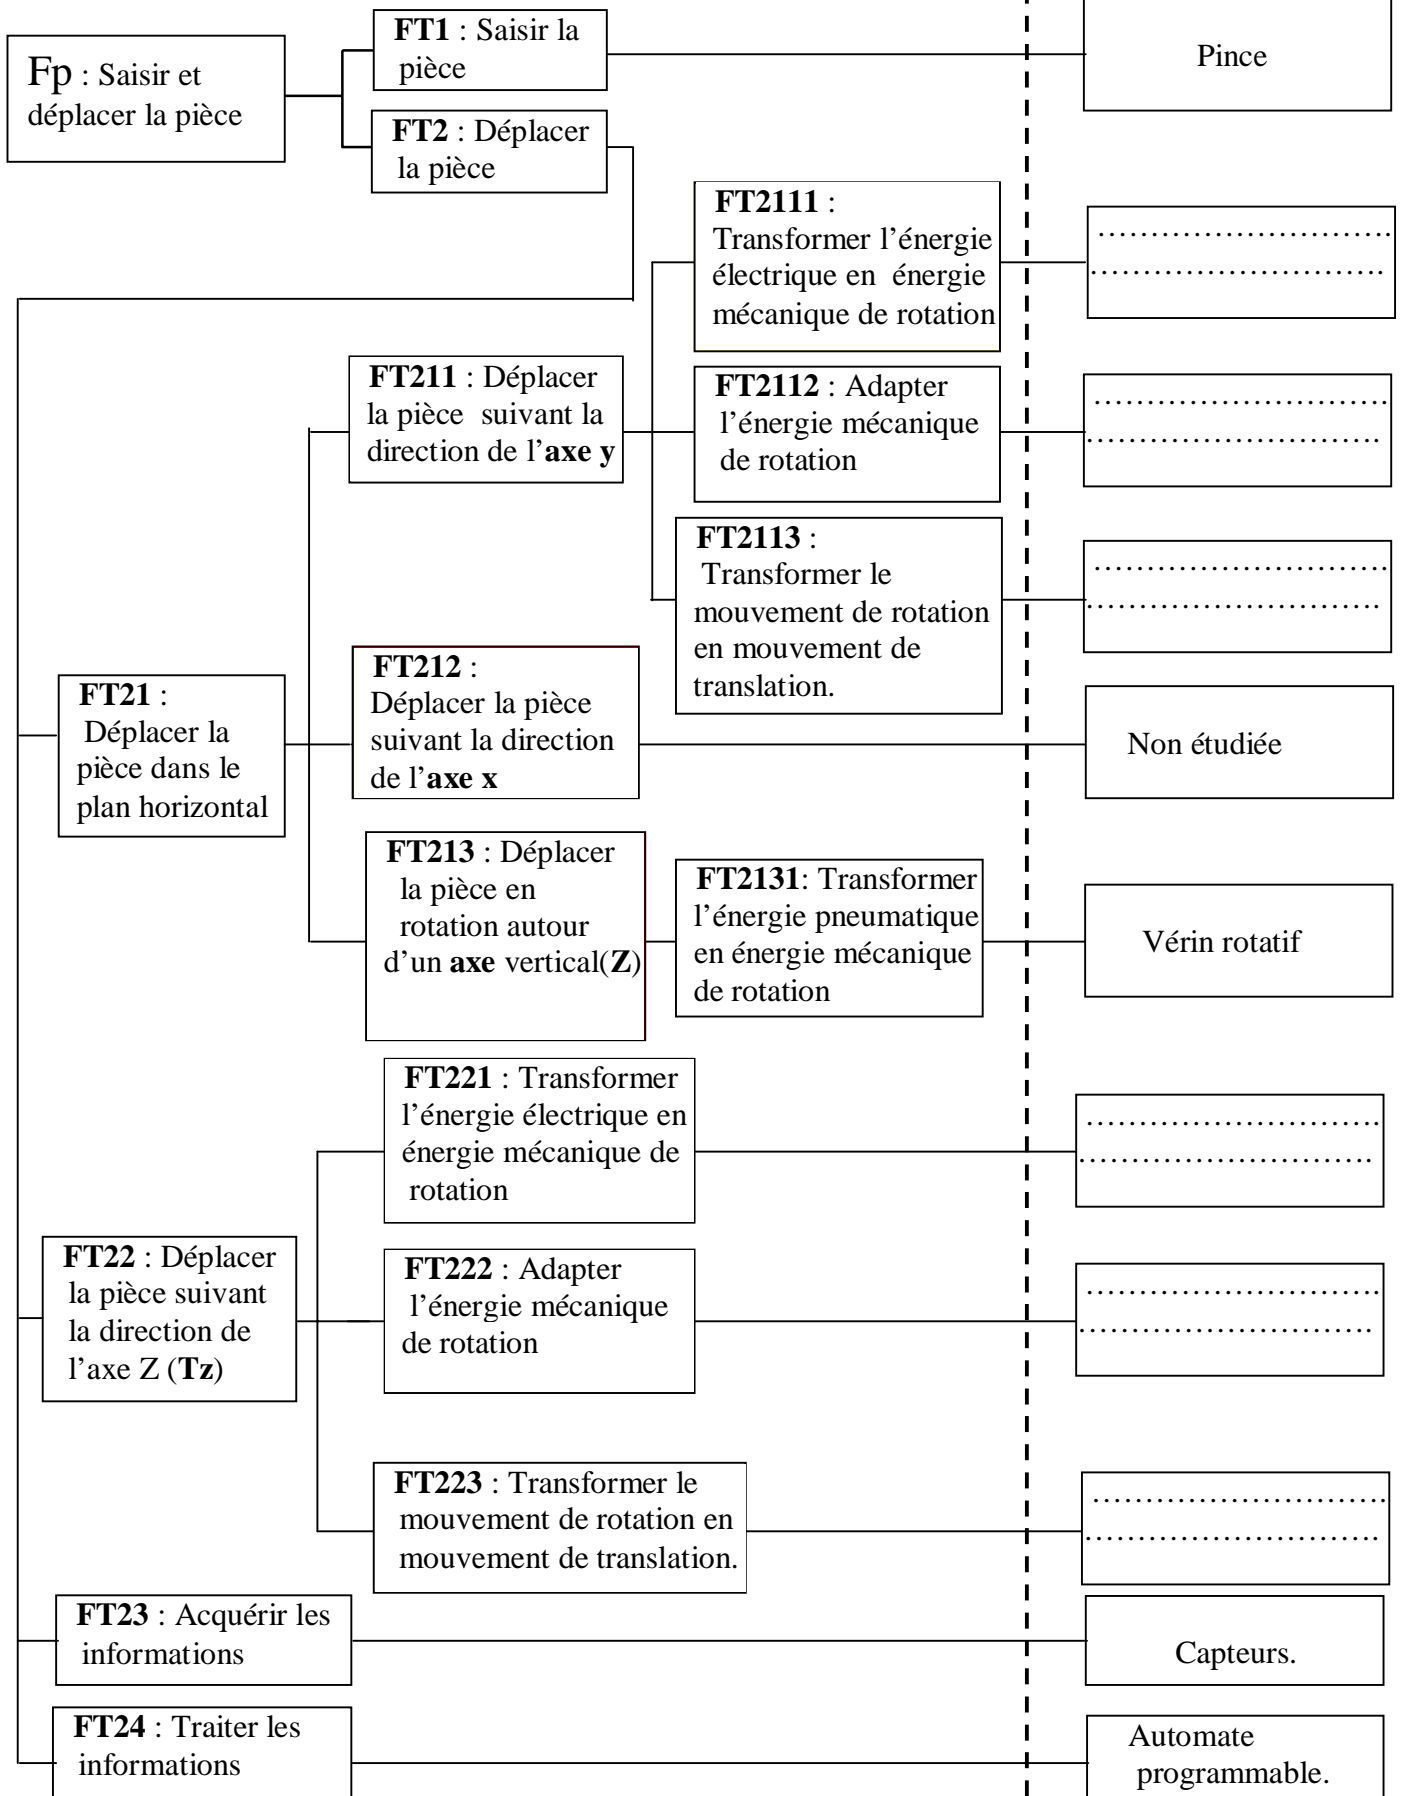 Fp : Saisir et
déplacer la pièce
FT1 : Saisir la
pièce
Pince
FT2 : Déplacer
la pièce
FT2111 :
Transformer l’énergie
électrique en énergie
mécanique de rotation
……………………….
……………………….
FT211 : Déplacer
la pièce suivant la
direction de l’axe y
FT2112 : Adapter
l’énergie mécanique
de rotation
……………………….
……………………….
FT2113 :
Transformer le
mouvement de rotation
en mouvement de
translation.
……………………….
……………………….
FT21 :
Déplacer la
pièce dans le
plan horizontal
FT212 :
Déplacer la pièce
suivant la direction
de l’axe x
Non étudiée
FT213 : Déplacer
la pièce en
rotation autour
d’un axe vertical(Z)
FT2131: Transformer
l’énergie pneumatique
en énergie mécanique
de rotation
Vérin rotatif
FT22 : Déplacer
la pièce suivant
la direction de
l’axe Z (Tz)
FT221 : Transformer
l’énergie électrique en
énergie mécanique de
rotation
……………………….
……………………….
FT222 : Adapter
l’énergie mécanique
de rotation
……………………….
……………………….
FT223 : Transformer le
mouvement de rotation en
mouvement de translation.
……………………….
……………………….
FT23 : Acquérir les
informations
Capteurs.
FT24 : Traiter les
informations
Automate
programmable.